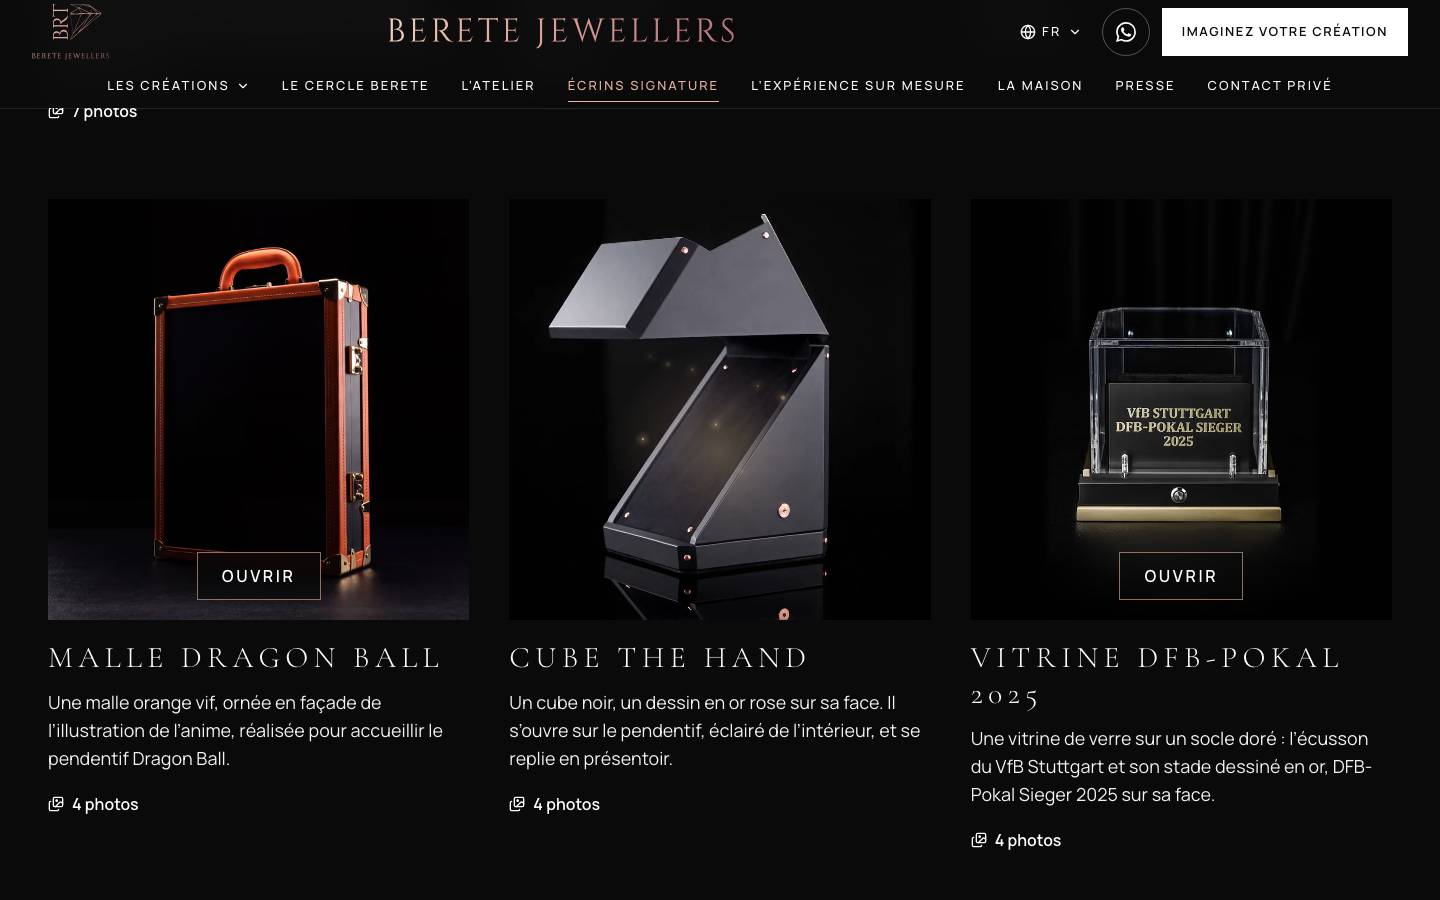 BRT
BERETE JEWELLERS
BERETE JEWELLERS
FR
IMAGINEZ VOTRE CRÉATION
LES CRÉATIONS
LE CERCLE BERETE
L'ATELIER
ÉCRINS SIGNATURE
L'EXPÉRIENCE SUR MESURE
LA MAISON
PRESSE
CONTACT PRIVÉ
7 photos
VfB STUTTGART
DFB-POKAL SIEGER
2025
OUVRIR
OUVRIR
MALLE DRAGON BALL
Une malle orange vif, ornée en façade de
l'illustration de l'anime, réalisée pour accueillir le
pendentif Dragon Ball.
4 photos
CUBE THE HAND
Un cube noir, un dessin en or rose sur sa face. Il
s'ouvre sur le pendentif, éclairé de l'intérieur, et se
replie en présentoir.
4 photos
VITRINE DFB-POKAL
2025
Une vitrine de verre sur un socle doré : l'écusson
du VfB Stuttgart et son stade dessiné en or, DFB-
Pokal Sieger 2025 sur sa face.
4 photos